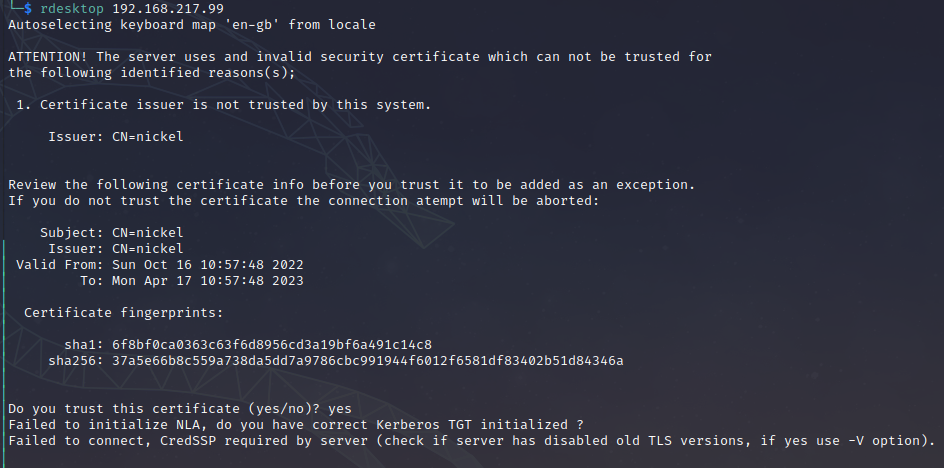 └─$ rdesktop 192.168.217.99
Autoselecting keyboard map 'en-gb' from locale
ATTENTION! The server uses and invalid security certificate which can not be trusted for
the following identified reasons(s);
1. Certificate issuer is not trusted by this system.
Issuer: CN=nickel
Review the following certificate info before you trust it to be added as an exception.
If you do not trust the certificate the connection atempt will be aborted:
Subject: CN=nickel
Issuer: CN=nickel
Valid From: Sun Oct 16 10:57:48 2022
To: Mon Apr 17 10:57:48 2023
Certificate fingerprints:
sha1: 6f8bf0ca0363c63f6d8956cd3a19bf6a491c14c8
sha256: 37a5e66b8c559a738da5dd7a9786cbc991944f6012f6581df83402b51d84346a
Do you trust this certificate (yes/no)? yes
Failed to initialize NLA, do you have correct Kerberos TGT initialized ?
Failed to connect, CredSSP required by server (check if server has disabled old TLS versions, if yes use -V option).